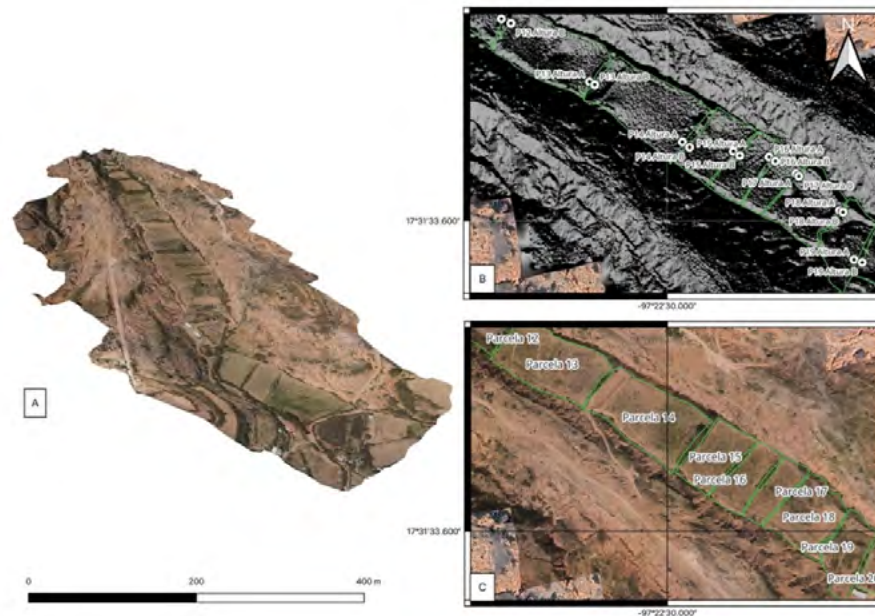 A
0
200
400 m
N
P12 Altura B
P13 Altura A
P13 Altura B
P14 Altura A
P14 Altura B
P15 Altura A
P15 Altura B
P16 Altura A
P16 Altura B
P17 Altura A
P17 Altura B
P18 Altura A
P18 Altura B
P19 Altura A
P19 Altura B
17°31'33.600
B
-97°22'30.000
Parcela 12
Parcela 13
Parcela 14
Parcela 15
Parcela 16
Parcela 17
Parcela 18
Parcela 19
17°31'33.600
C
-97°22'30.000